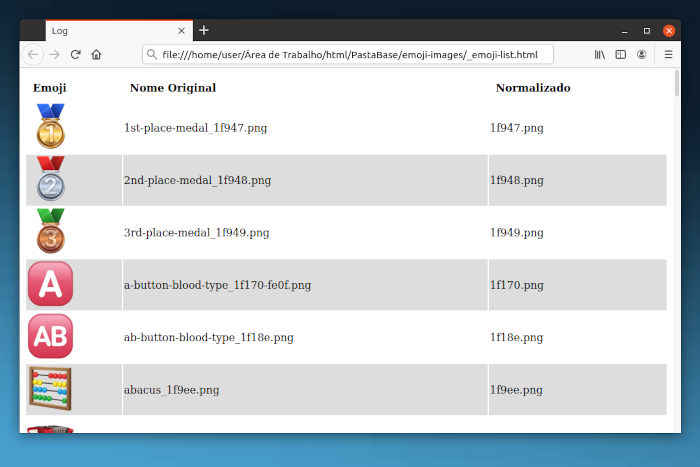 Log
file:///home/user/Área de Trabalho/html/PastaBase/emoji-images/_emoji-list.html
Emoji Nome Original Normalizado
1 1st-place-medal_1f947.png 1f947.png
2 2nd-place-medal_1f948.png 1f948.png
3 3rd-place-medal_1f949.png 1f949.png
A a-button-blood-type_1f170-fe0f.png 1f170.png
AB ab-button-blood-type_1f18e.png 1f18e.png
abacus_1f9ee.png 1f9ee.png